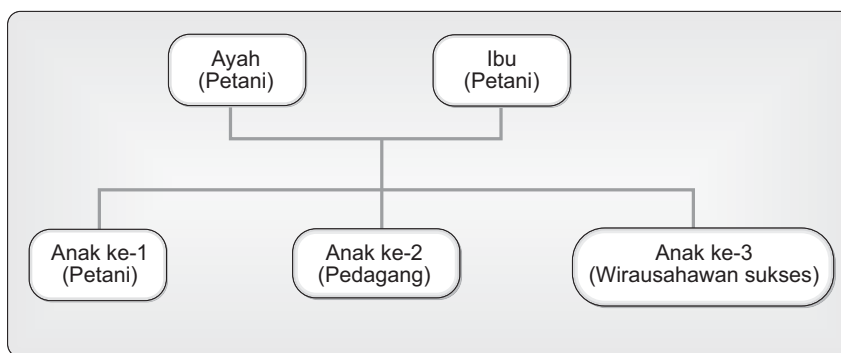 Ayah
(Petani)
Ibu
(Petani)
Anak ke-1
(Petani)
Anak ke-2
(Pedagang)
Anak ke-3
(Wirausahawan sukses)